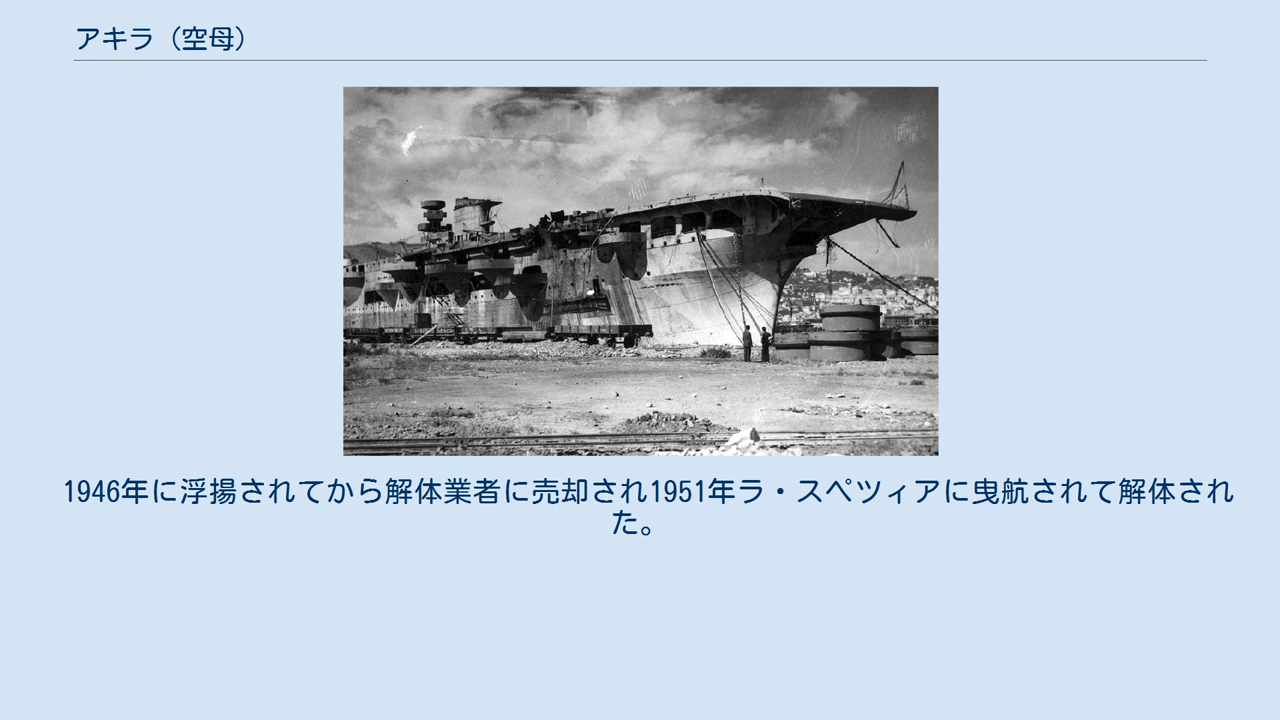 アキラ（空母）
1946年に浮揚されてから解体業者に売却され1951年ラ・スペツィアに曳航されて解体され
た。